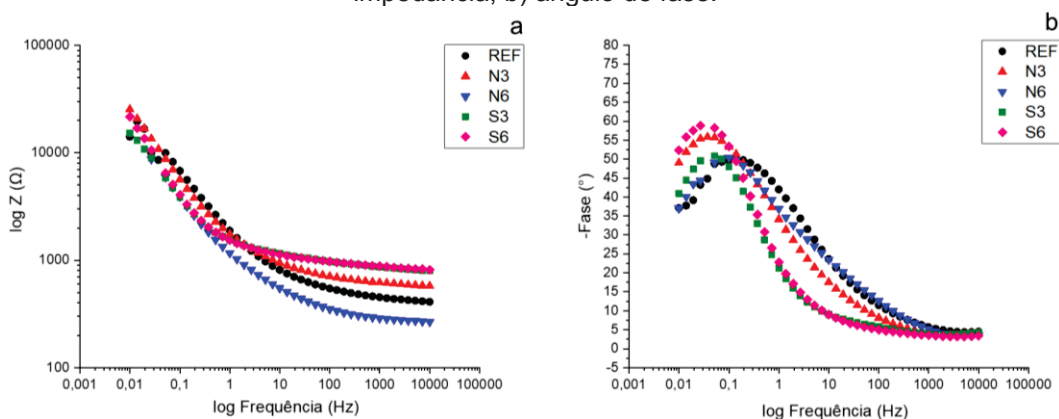 impedância; b) ângulo de fase.
a
100000
10000
1000
100
log Z (Ω)
0,001 0,01 0,1 1 10 100 1000 10000 100000
log Frequência (Hz)
REF
N3
N6
S3
S6
b
80
75
70
65
60
55
50
45
40
35
30
25
20
15
10
5
0
-5
-Fase (°)
0,001 0,01 0,1 1 10 100 1000 10000 100000
log Frequência (Hz)
REF
N3
N6
S3
S6